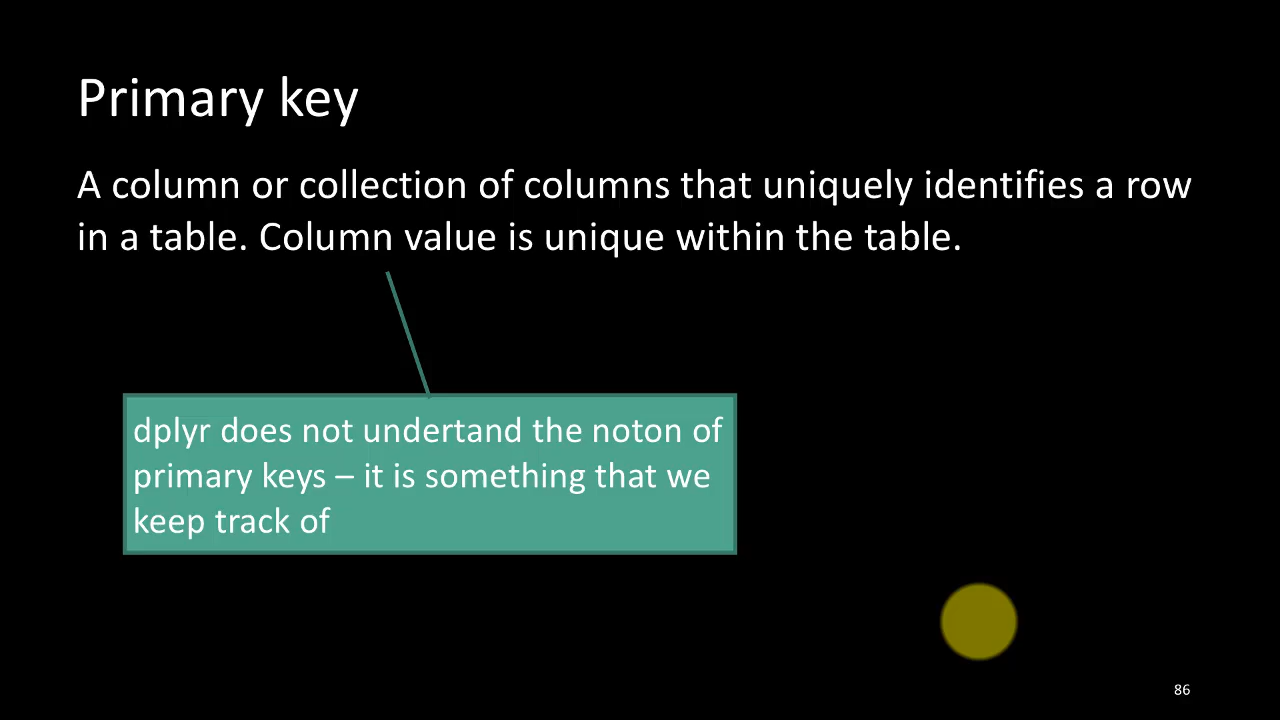 Primary key
A column or collection of columns that uniquely identifies a row
in a table. Column value is unique within the table.
dplyr does not undertand the noton of
primary keys – it is something that we
keep track of
86